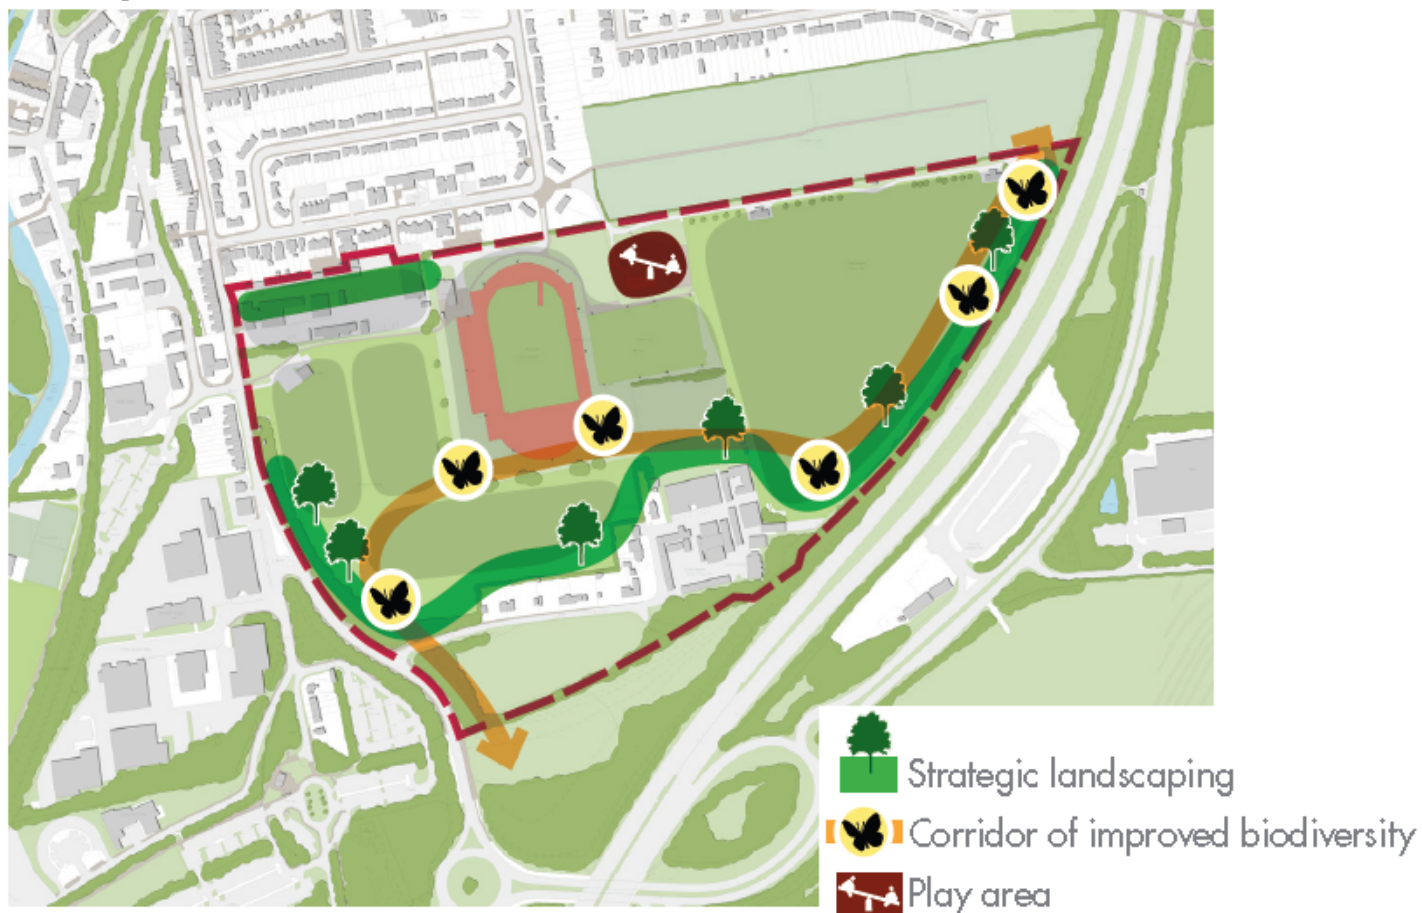 Strategic landscaping
Corridor of improved biodiversity
Play area